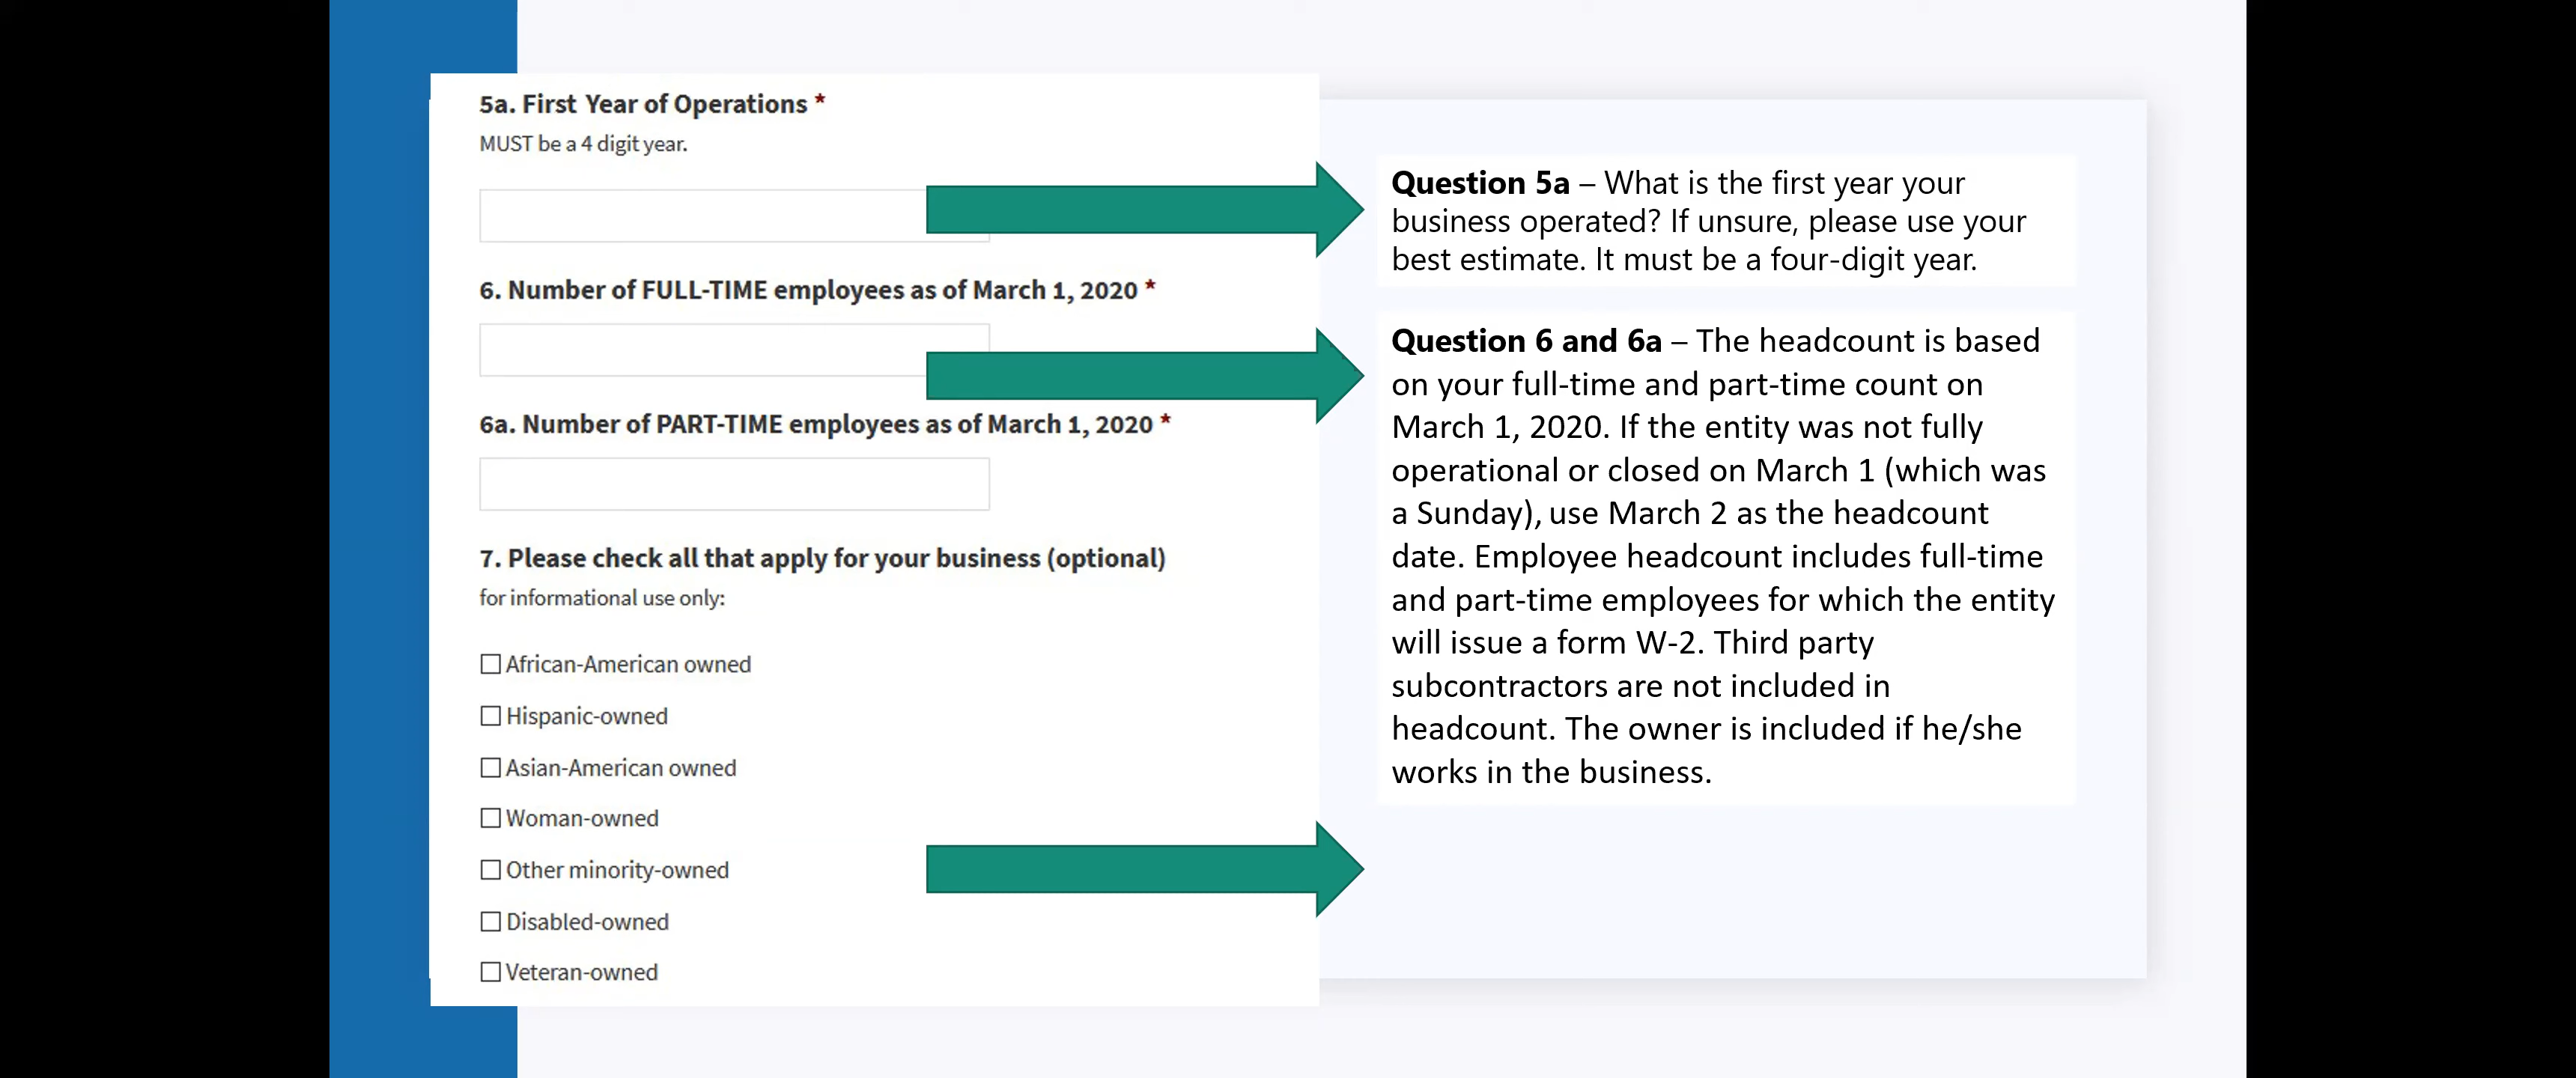 5a. First Year of Operations *
MUST be a 4 digit year.
6. Number of FULL-TIME employees as of March 1, 2020 *
6a. Number of PART-TIME employees as of March 1, 2020 *
7. Please check all that apply for your business (optional)
for informational use only:
African-American owned
Hispanic-owned
Asian-American owned
Woman-owned
Other minority-owned
Disabled-owned
Veteran-owned
Question 5a – What is the first year your
business operated? If unsure, please use your
best estimate. It must be a four-digit year.
Question 6 and 6a – The headcount is based
on your full-time and part-time count on
March 1, 2020. If the entity was not fully
operational or closed on March 1 (which was
a Sunday), use March 2 as the headcount
date. Employee headcount includes full-time
and part-time employees for which the entity
will issue a form W-2. Third party
subcontractors are not included in
headcount. The owner is included if he/she
works in the business.